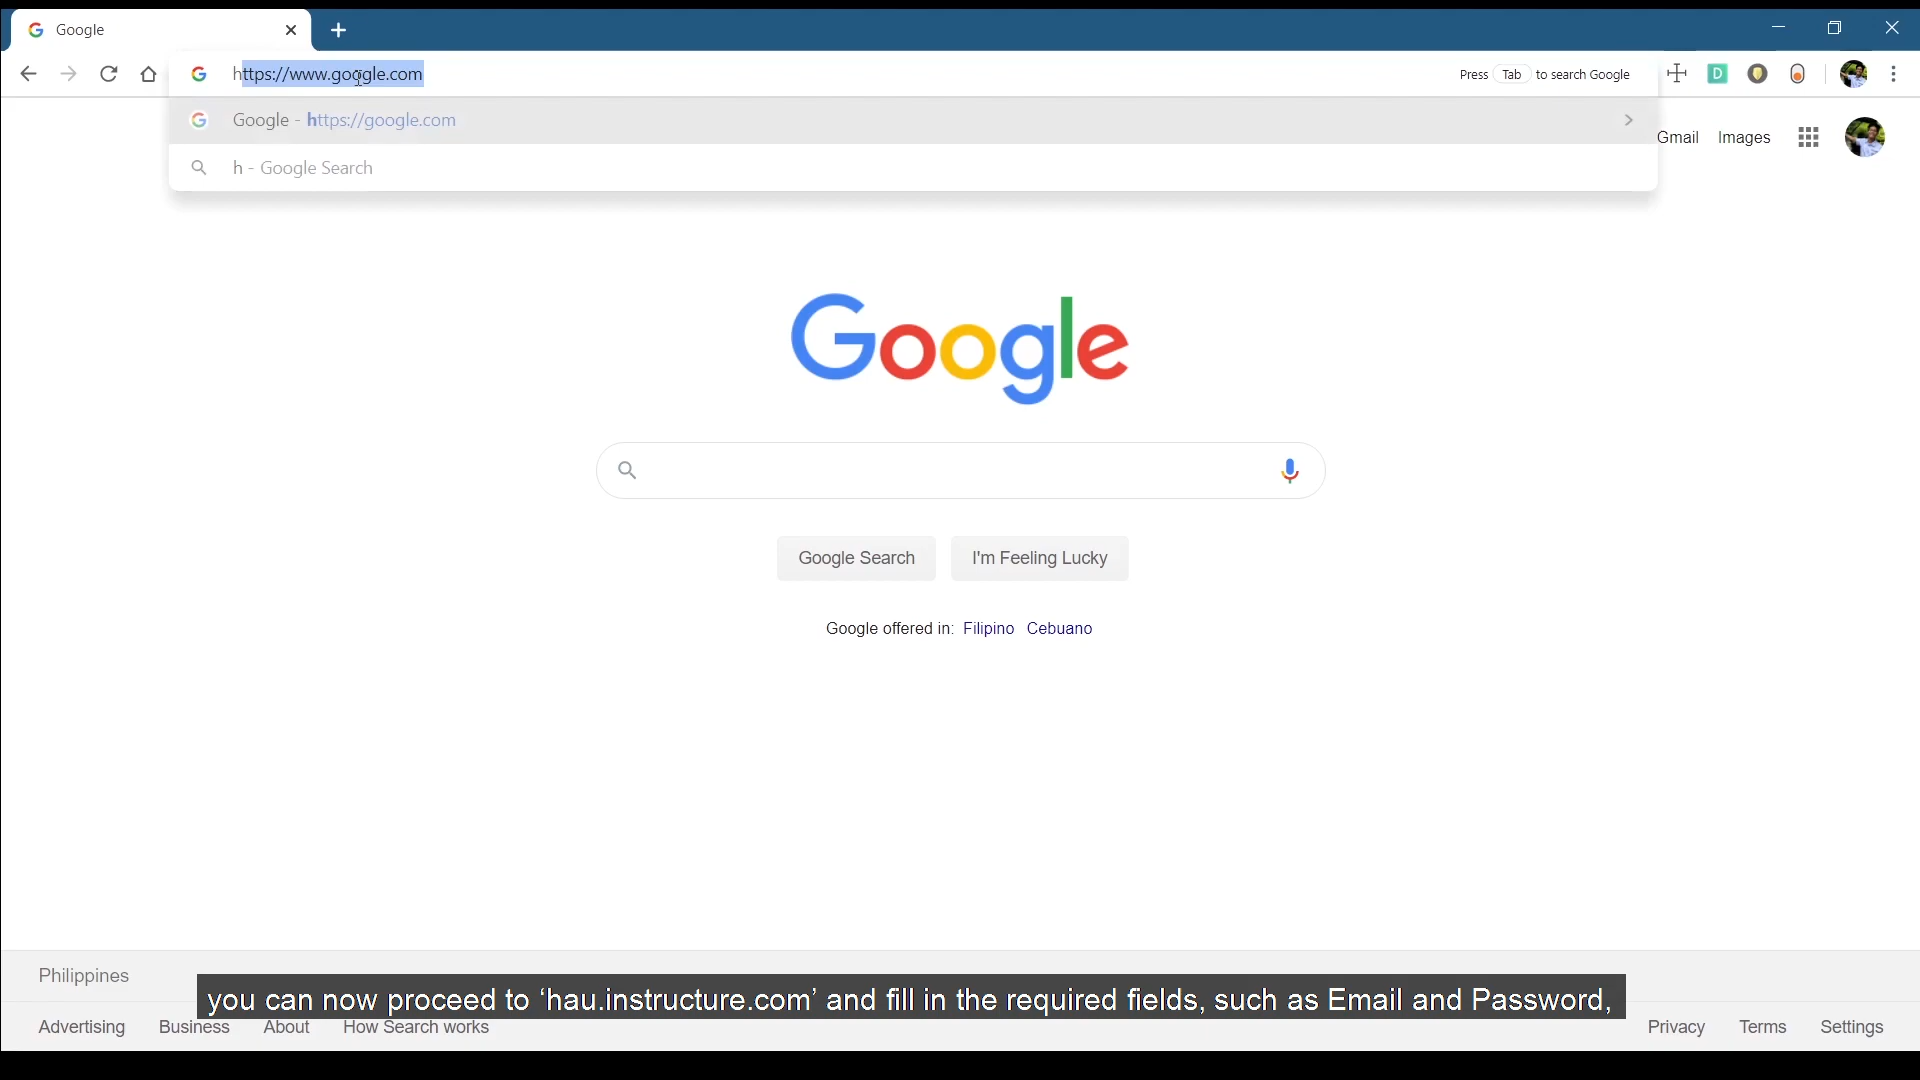 Google
https://www.google.com
Press Tab to search Google
D
Google - https://google.com
h - Google Search
Gmail Images
Google
Google Search I'm Feeling Lucky
Google offered in: Filipino Cebuano
Philippines
you can now proceed to ‘hau.instructure.com’ and fill in the required fields, such as Email and Password,
Advertising Business About How Search works Privacy Terms Settings